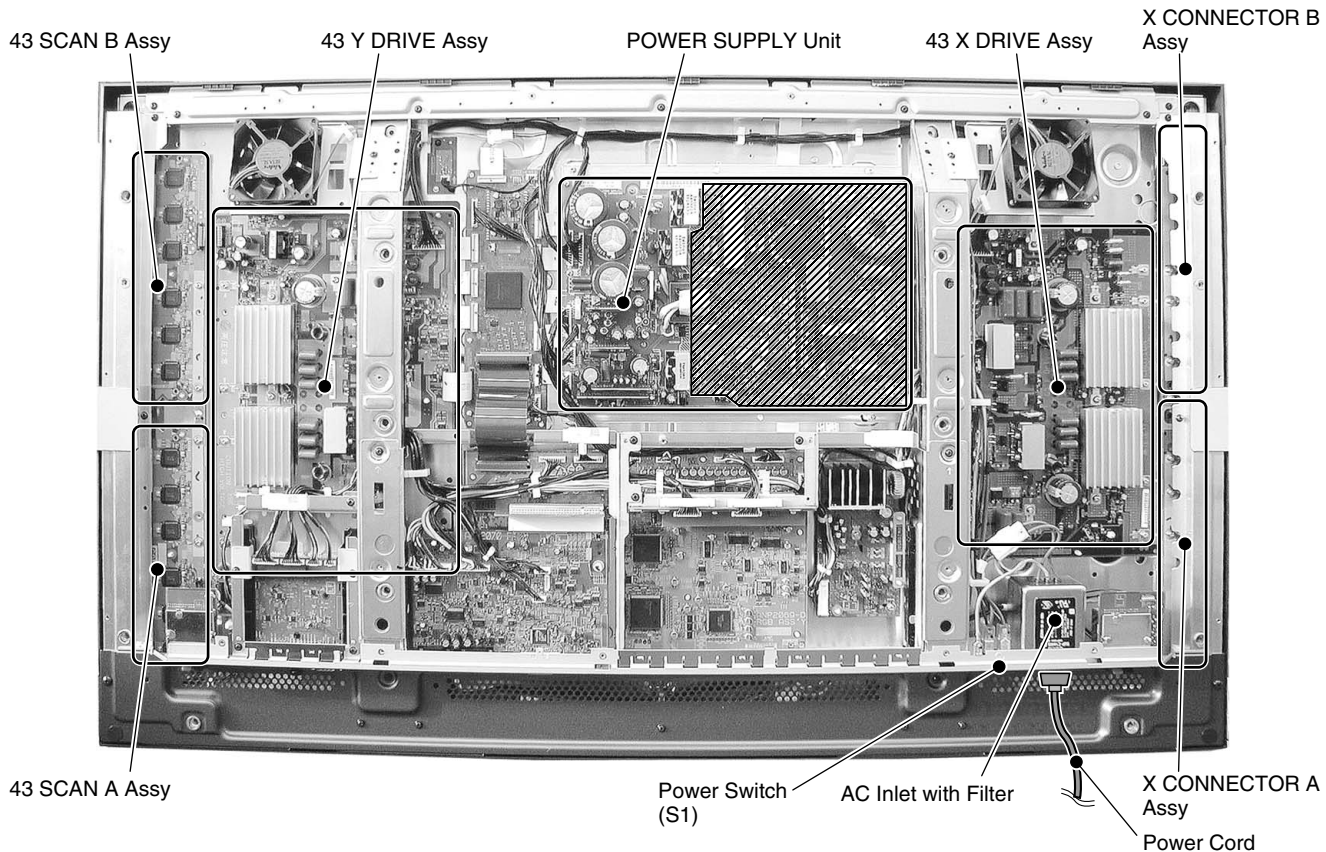 X CONNECTOR B
Assy
43 SCAN B Assy
43 Y DRIVE Assy
POWER SUPPLY Unit
43 X DRIVE Assy
43 SCAN A Assy
Power Switch
(S1)
AC Inlet with Filter
X CONNECTOR A
Assy
Power Cord